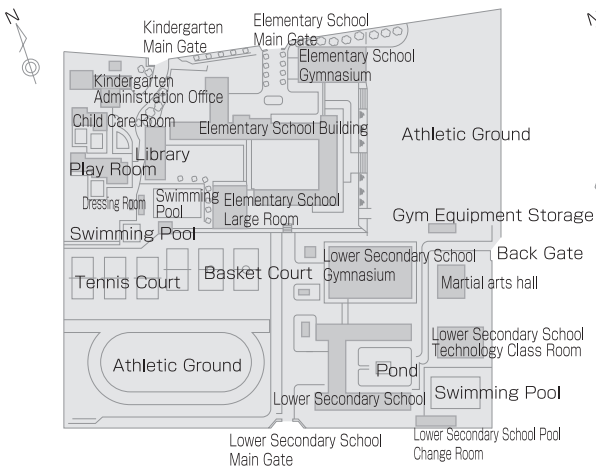 N
Kindergarten
Main Gate
Elementary School
Main Gate
N
Elementary School
Gymnasium
Kindergarten
Administration Office
Child Care Room
Elementary School Building
Athletic Ground
Library
Play Room
Dressing Room
Swimming
Pool
Elementary School
Large Room
Gym Equipment Storage
Swimming Pool
Back Gate
Lower Secondary School
Gymnasium
Basket Court
Tennis Court
Martial arts hall
Lower Secondary School
Technology Class Room
Athletic Ground
Pond
Swimming Pool
Lower Secondary School
Lower Secondary School
Main Gate
Lower Secondary School Pool
Change Room